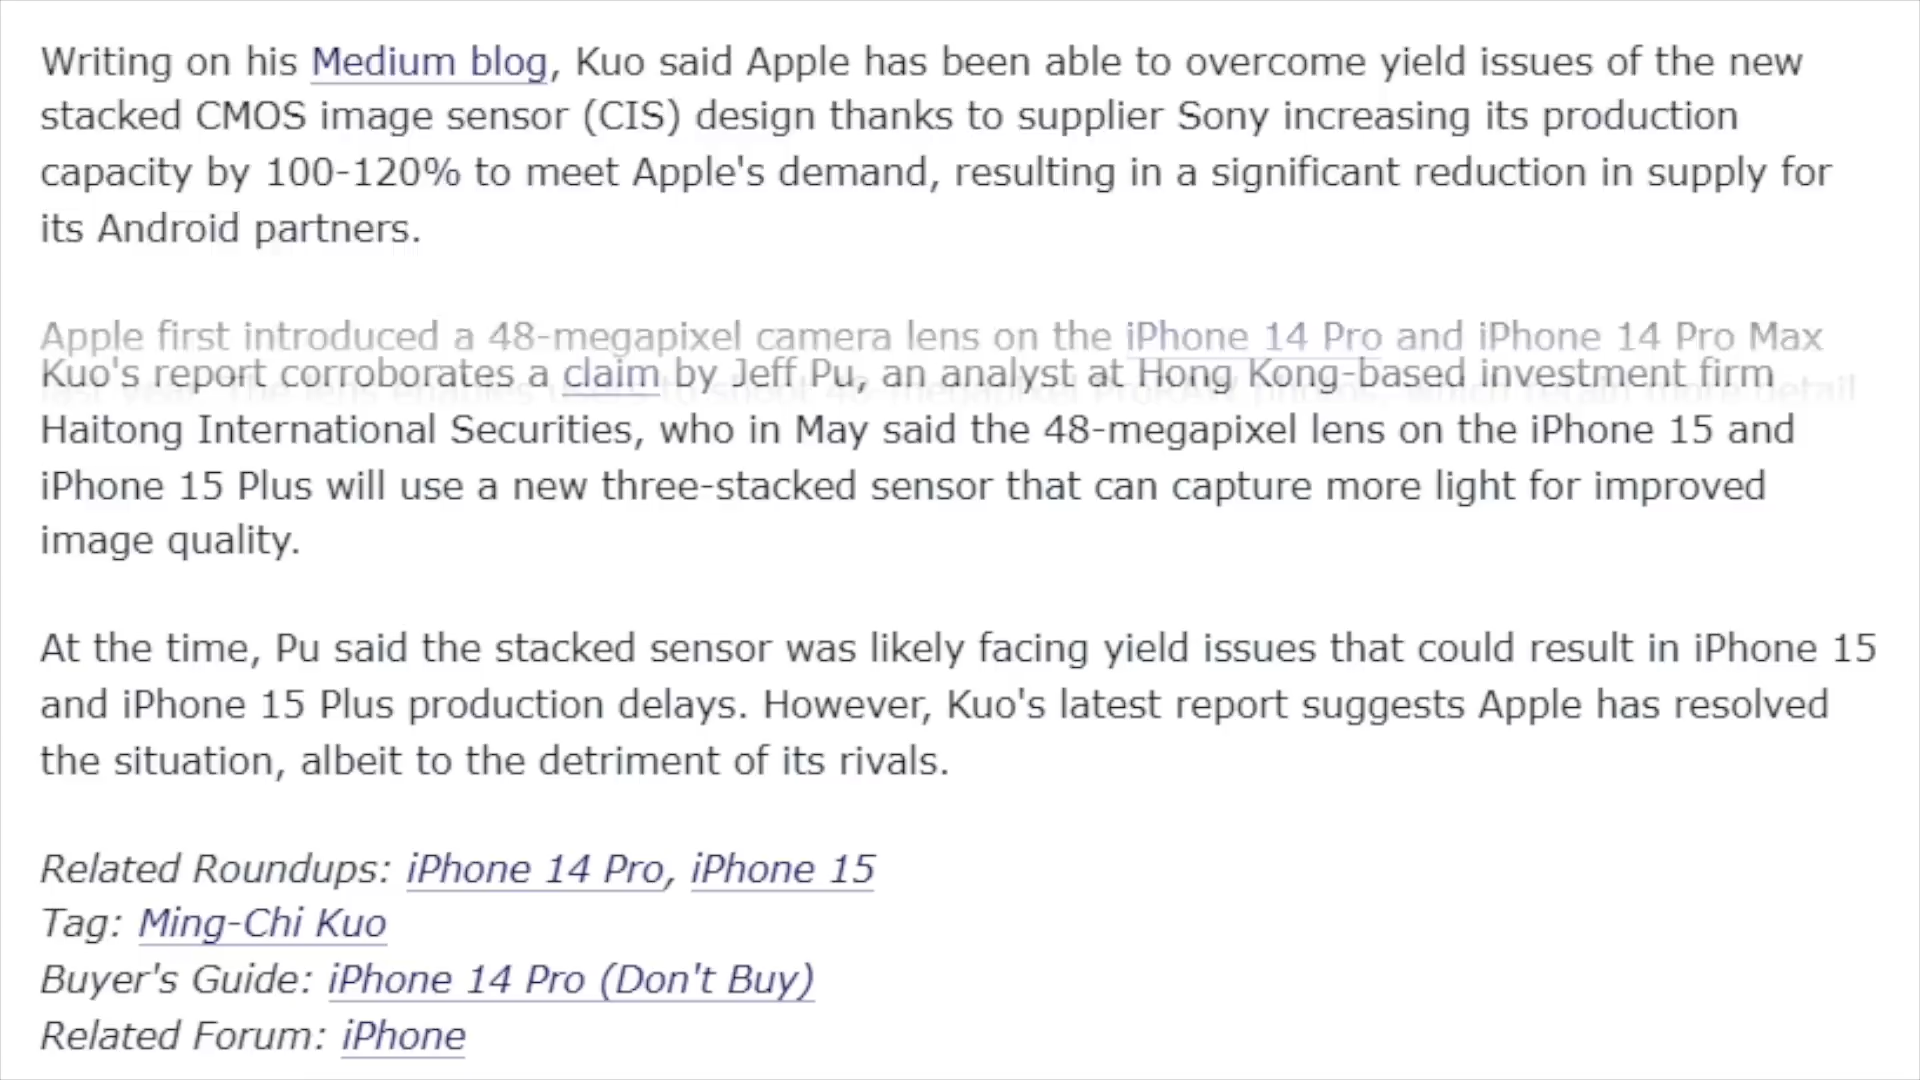 Writing on his Medium blog, Kuo said Apple has been able to overcome yield issues of the new
stacked CMOS image sensor (CIS) design thanks to supplier Sony increasing its production
capacity by 100-120% to meet Apple's demand, resulting in a significant reduction in supply for
its Android partners.
Apple first introduced a 48-megapixel camera lens on the iPhone 14 Pro and iPhone 14 Pro Max
Kuo's report corroborates a claim by Jeff Pu, an analyst at Hong Kong-based investment firm
Haitong International Securities, who in May said the 48-megapixel lens on the iPhone 15 and
iPhone 15 Plus will use a new three-stacked sensor that can capture more light for improved
image quality.
At the time, Pu said the stacked sensor was likely facing yield issues that could result in iPhone 15
and iPhone 15 Plus production delays. However, Kuo's latest report suggests Apple has resolved
the situation, albeit to the detriment of its rivals.
Related Roundups: iPhone 14 Pro, iPhone 15
Tag: Ming-Chi Kuo
Buyer's Guide: iPhone 14 Pro (Don't Buy)
Related Forum: iPhone